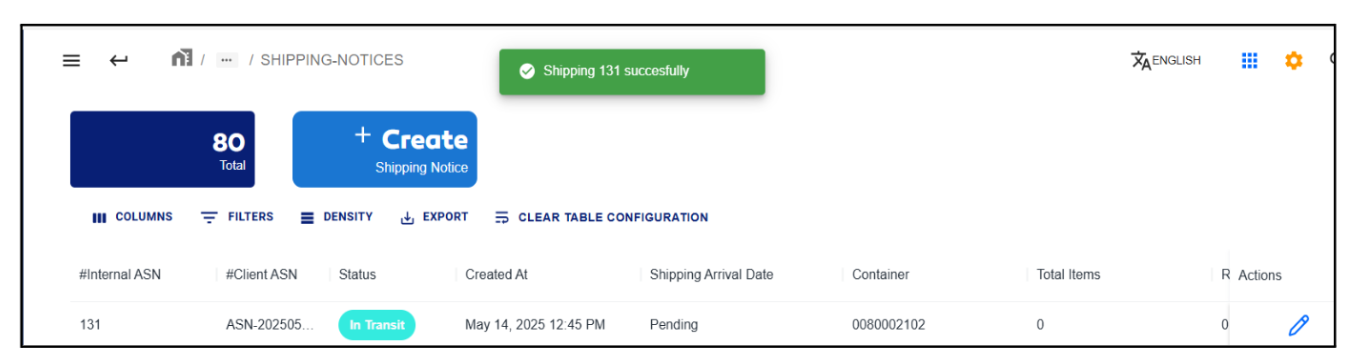 / ... / SHIPPING-NOTICES
Shipping 131 succesfully
ENGLISH
80
Total
+ Create
Shipping Notice
COLUMNS FILTERS DENSITY EXPORT CLEAR TABLE CONFIGURATION
#Internal ASN #Client ASN Status Created At Shipping Arrival Date Container Total Items R Actions
131 ASN-202505... In Transit May 14, 2025 12:45 PM Pending 0080002102 0 0